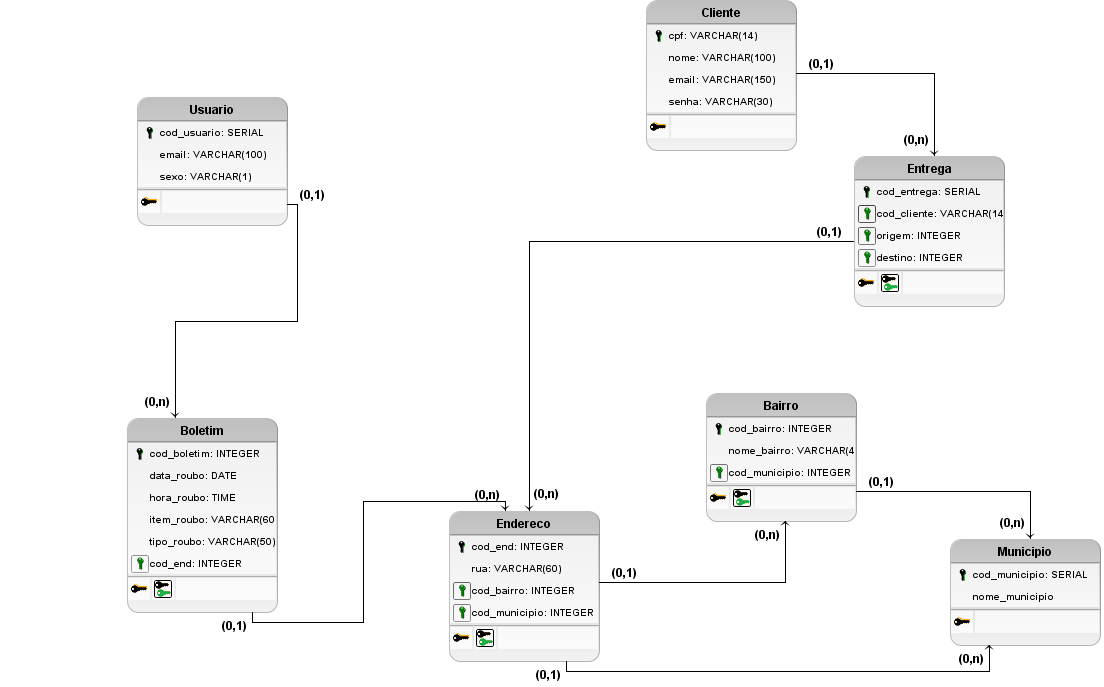 Cliente
cpf: VARCHAR(14)
nome: VARCHAR(100)
email: VARCHAR(150)
senha: VARCHAR(30)
(0,1)
(0,n)
Usuario
cod_usuario: SERIAL
email: VARCHAR(100)
sexo: VARCHAR(1)
(0,1)
(0,n)
Entrega
cod_entrega: SERIAL
cod_cliente: VARCHAR(14
origem: INTEGER
destino: INTEGER
(0,1)
(0,n)
Boletim
cod_boletim: INTEGER
data_roubo: DATE
hora_roubo: TIME
item_roubo: VARCHAR(60
tipo_roubo: VARCHAR(50)
cod_end: INTEGER
(0,1)
(0,n)
Bairro
cod_bairro: INTEGER
nome_bairro: VARCHAR(4
cod_municipio: INTEGER
(0,1)
(0,n)
Endereco
cod_end: INTEGER
rua: VARCHAR(60)
cod_bairro: INTEGER
cod_municipio: INTEGER
(0,1)
(0,n)
(0,1)
(0,n)
Municipio
cod_municipio: SERIAL
nome_municipio